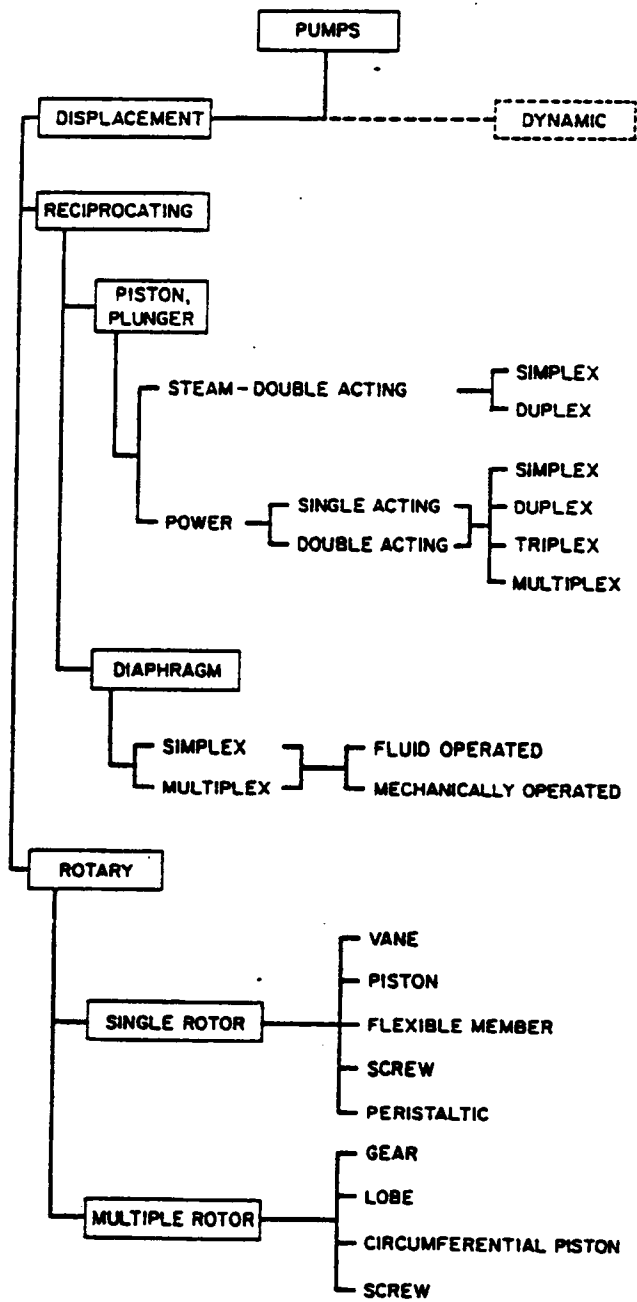 PUMPS
DISPLACEMENT
DYNAMIC
RECIPROCATING
PISTON,
PLUNGER
STEAM-DOUBLE ACTING
SIMPLEX
DUPLEX
POWER
SINGLE ACTING
DOUBLE ACTING
SIMPLEX
DUPLEX
TRIPLEX
MULTIPLEX
DIAPHRAGM
SIMPLEX
MULTIPLEX
FLUID OPERATED
MECHANICALLY OPERATED
ROTARY
SINGLE ROTOR
VANE
PISTON
FLEXIBLE MEMBER
SCREW
PERISTALTIC
MULTIPLE ROTOR
GEAR
LOBE
CIRCUMFERENTIAL PISTON
SCREW